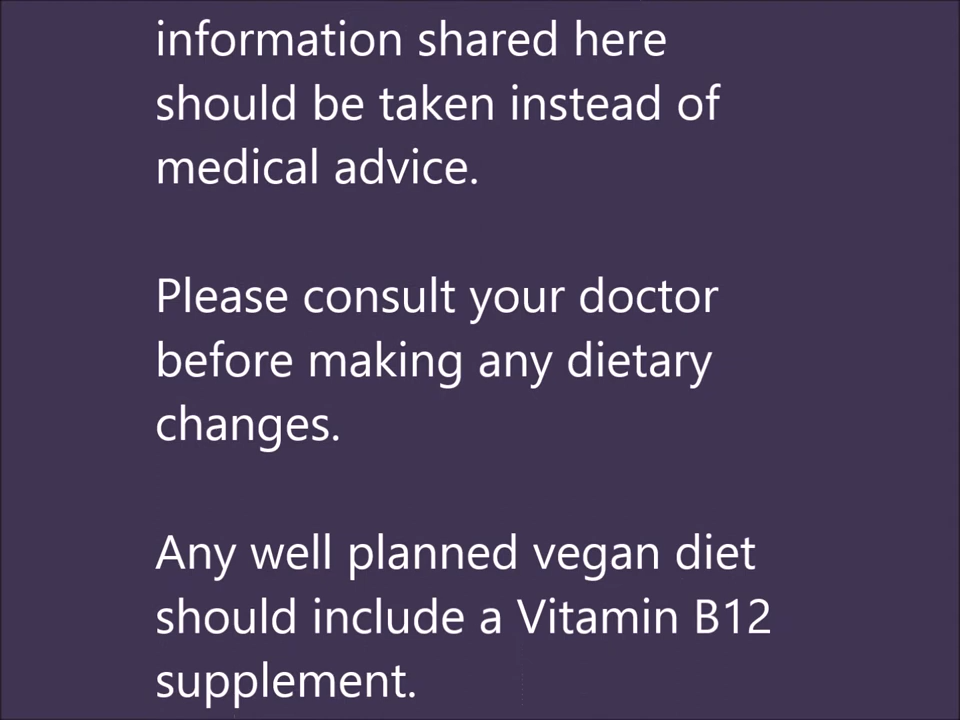 information shared here
should be taken instead of
medical advice.
Please consult your doctor
before making any dietary
changes.
Any well planned vegan diet
should include a Vitamin B12
supplement.